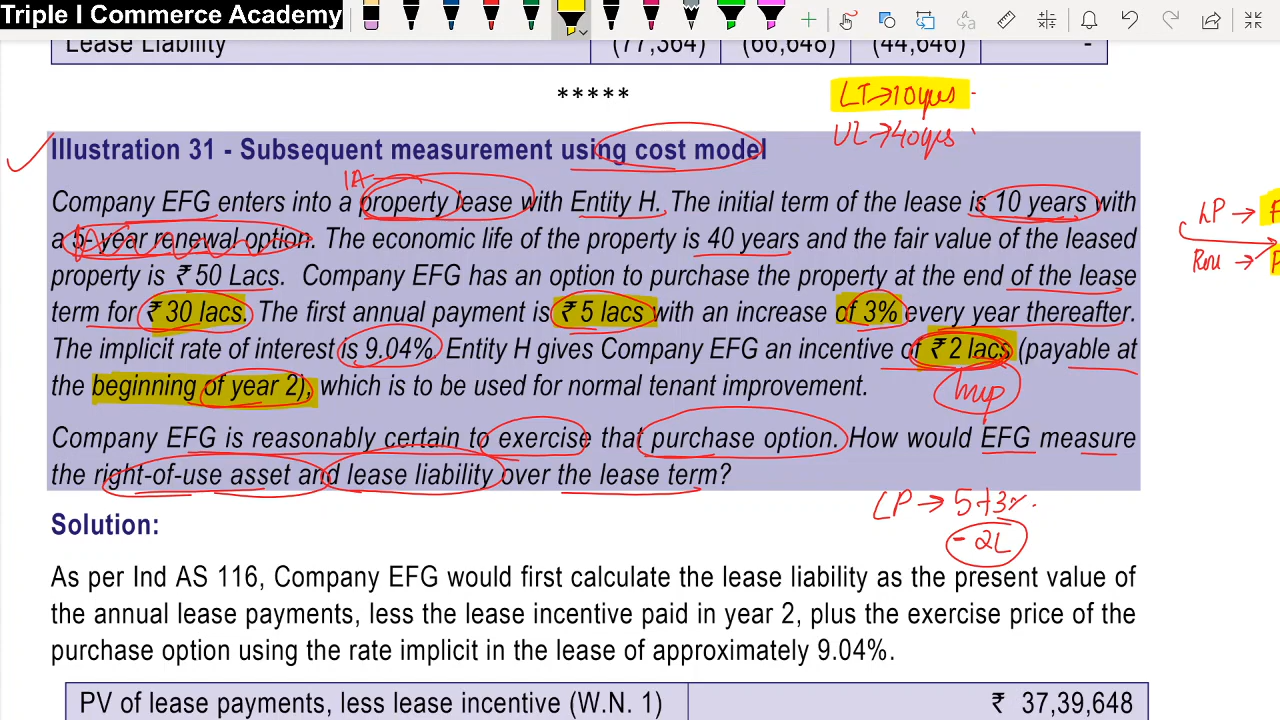 Triple I Commerce Academy
Lease Liability (77,364) (66,648) (44,646) -
*****
LT→10yrs
UL→40yrs
Illustration 31 - Subsequent measurement using cost model
IA
Company EFG enters into a property lease with Entity H. The initial term of the lease is 10 years with
a 5-year renewal option. The economic life of the property is 40 years and the fair value of the leased
property is ₹ 50 Lacs. Company EFG has an option to purchase the property at the end of the lease
term for ₹ 30 lacs. The first annual payment is ₹ 5 lacs with an increase of 3% every year thereafter.
The implicit rate of interest is 9.04%. Entity H gives Company EFG an incentive of ₹ 2 lacs (payable at
the beginning of year 2), which is to be used for normal tenant improvement.
LP →
ROU →
Imp
Company EFG is reasonably certain to exercise that purchase option. How would EFG measure
the right-of-use asset and lease liability over the lease term?
LP → 5+3%
- 2L
Solution:
As per Ind AS 116, Company EFG would first calculate the lease liability as the present value of
the annual lease payments, less the lease incentive paid in year 2, plus the exercise price of the
purchase option using the rate implicit in the lease of approximately 9.04%.
PV of lease payments, less lease incentive (W.N. 1) ₹ 37,39,648